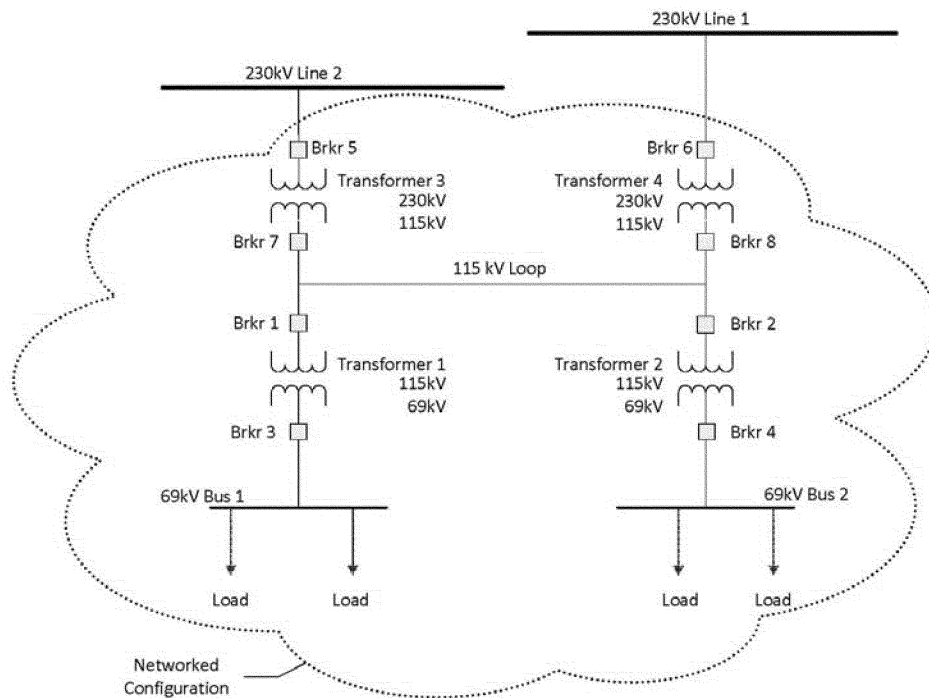 230kV Line 1
230kV Line 2
Brkr 5
Brkr 6
Transformer 3
230kV
115kV
Transformer 4
230kV
115kV
Brkr 7
Brkr 8
115 kV Loop
Brkr 1
Brkr 2
Transformer 1
115kV
69kV
Transformer 2
115kV
69kV
Brkr 3
Brkr 4
69kV Bus 1
69kV Bus 2
Load
Load
Load
Load
Networked
Configuration